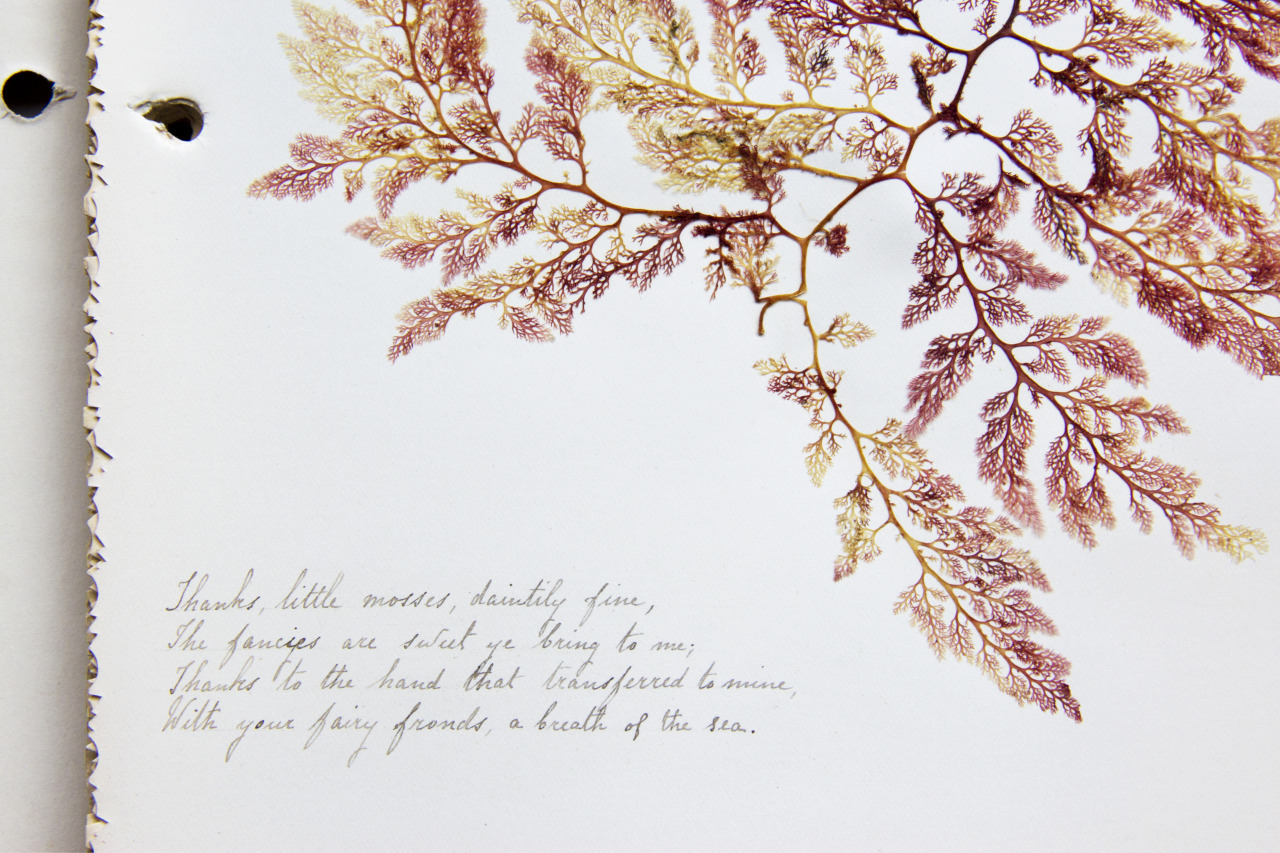 Thanks, little mosses, daintily fine,
The fancies are sweet ye bring to me;
Thanks to the hand that transferred to mine,
With your fairy fronds, a breath of the sea.